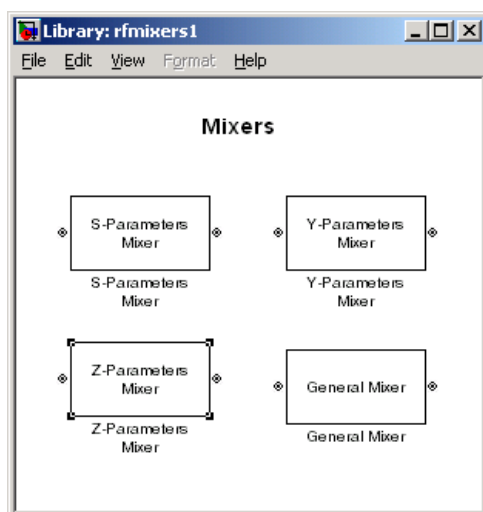 Library: rfmixers1
File Edit View Format Help
Mixers
S-Parameters
Mixer
S-Parameters
Mixer
Y-Parameters
Mixer
Y-Parameters
Mixer
Z-Parameters
Mixer
Z-Parameters
Mixer
General Mixer
General Mixer